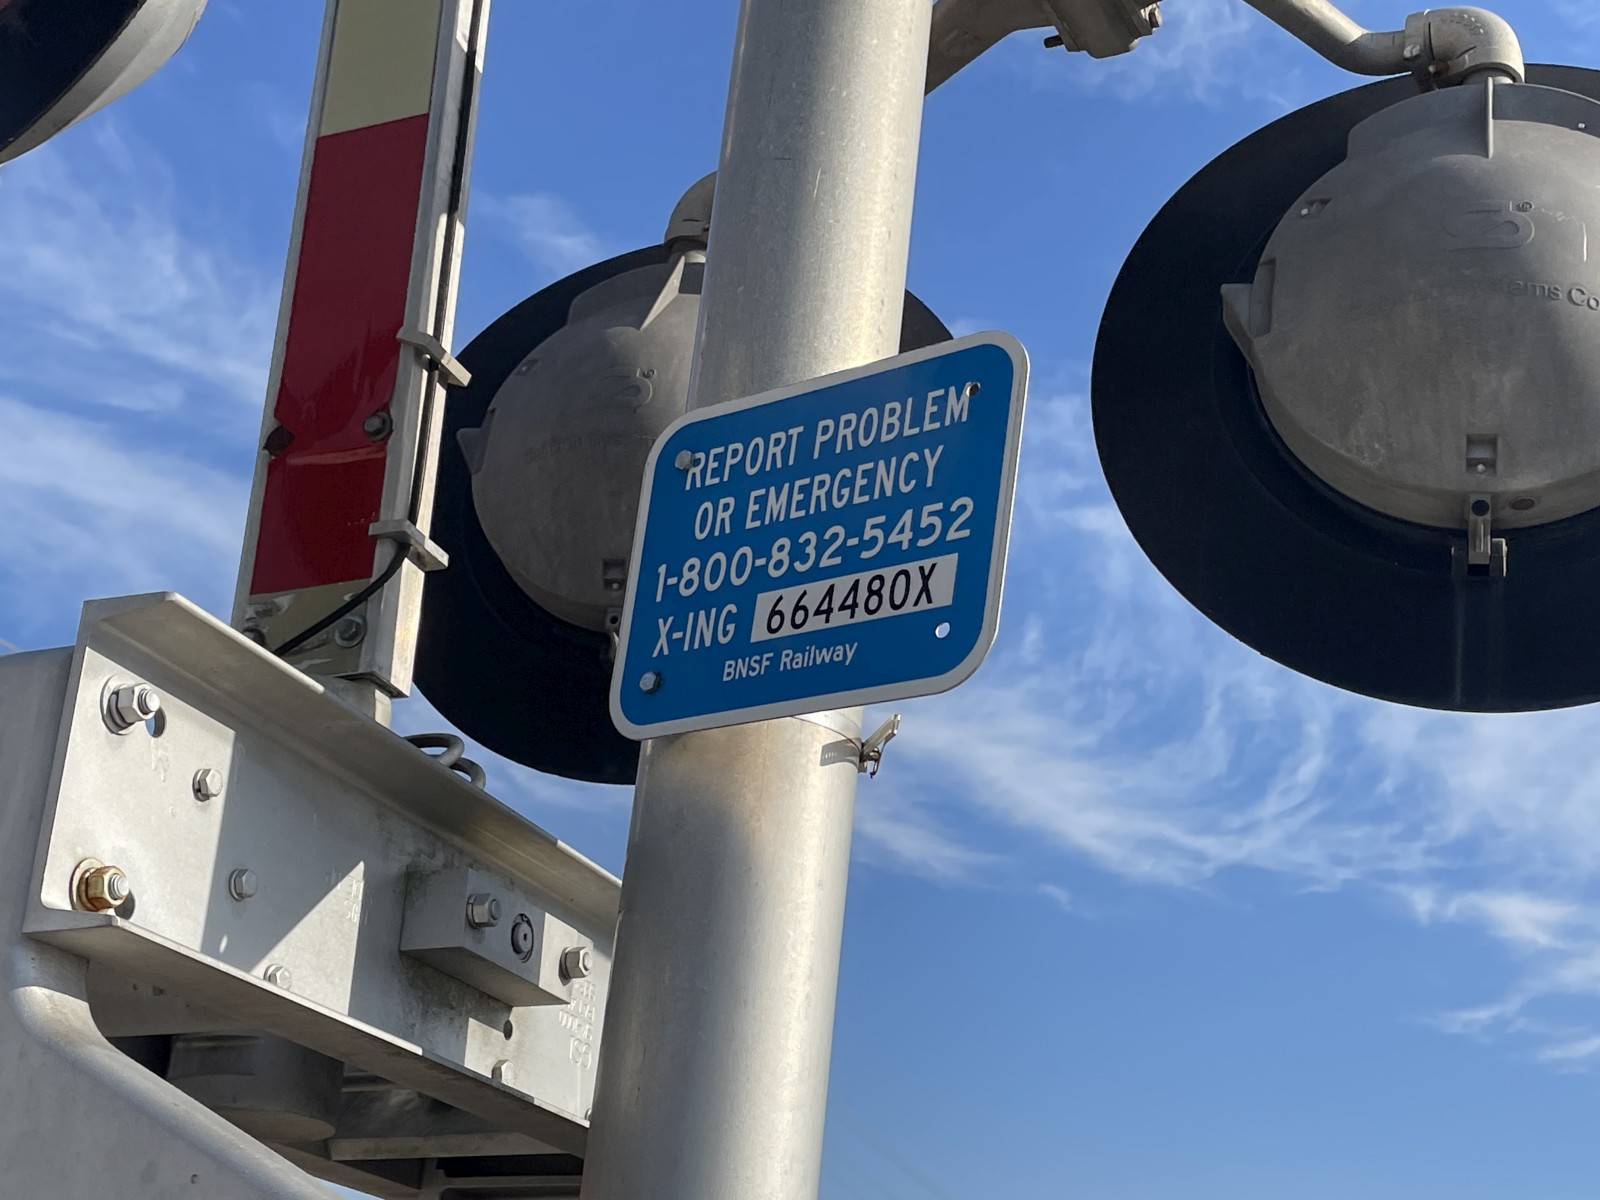 REPORT PROBLEM
OR EMERGENCY
1-800-832-5452
X-ING 664480X
BNSF Railway